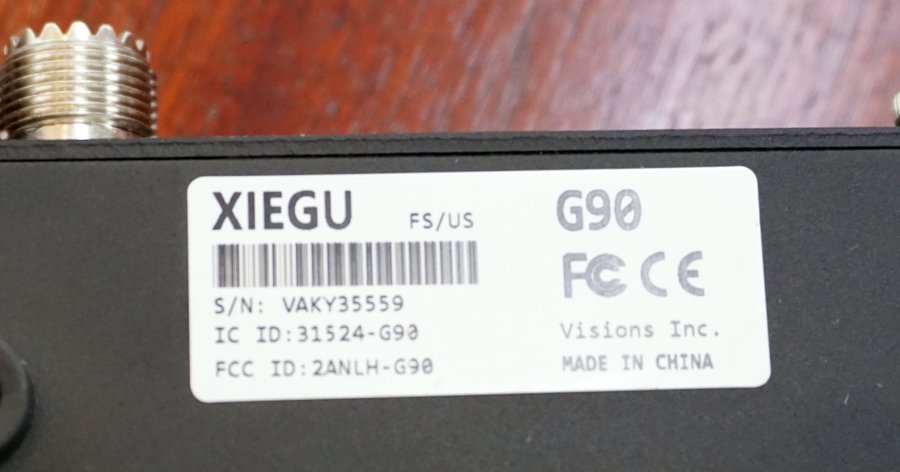 XIEGU FS/US G90
FC CE
S/N: VAKY35559
IC ID:31524-G90
FCC ID:2ANLH-G90
Visions Inc.
MADE IN CHINA